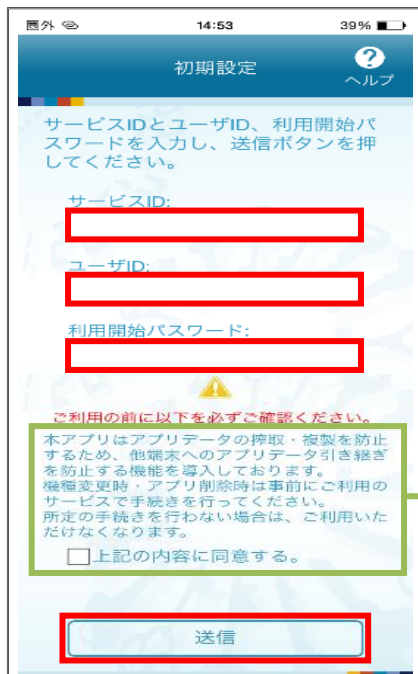 圏外
14:53
39%
初期設定
?
ヘルプ
サービスIDとユーザID、利用開始パ
スワードを入力し、送信ボタンを押
してください。
サービスID:
ユーザID:
利用開始パスワード:
ご利用の前に以下を必ずご確認ください。
本アプリはアプリデータの搾取・複製を防止
するため、他端末へのアプリデータ引き継ぎ
を防止する機能を導入しております。
機種変更時・アプリ削除時は事前にご利用の
サービスで手続きを行ってください。
所定の手続きを行わない場合は、ご利用いた
だけなくなります。
上記の内容に同意する。
送信